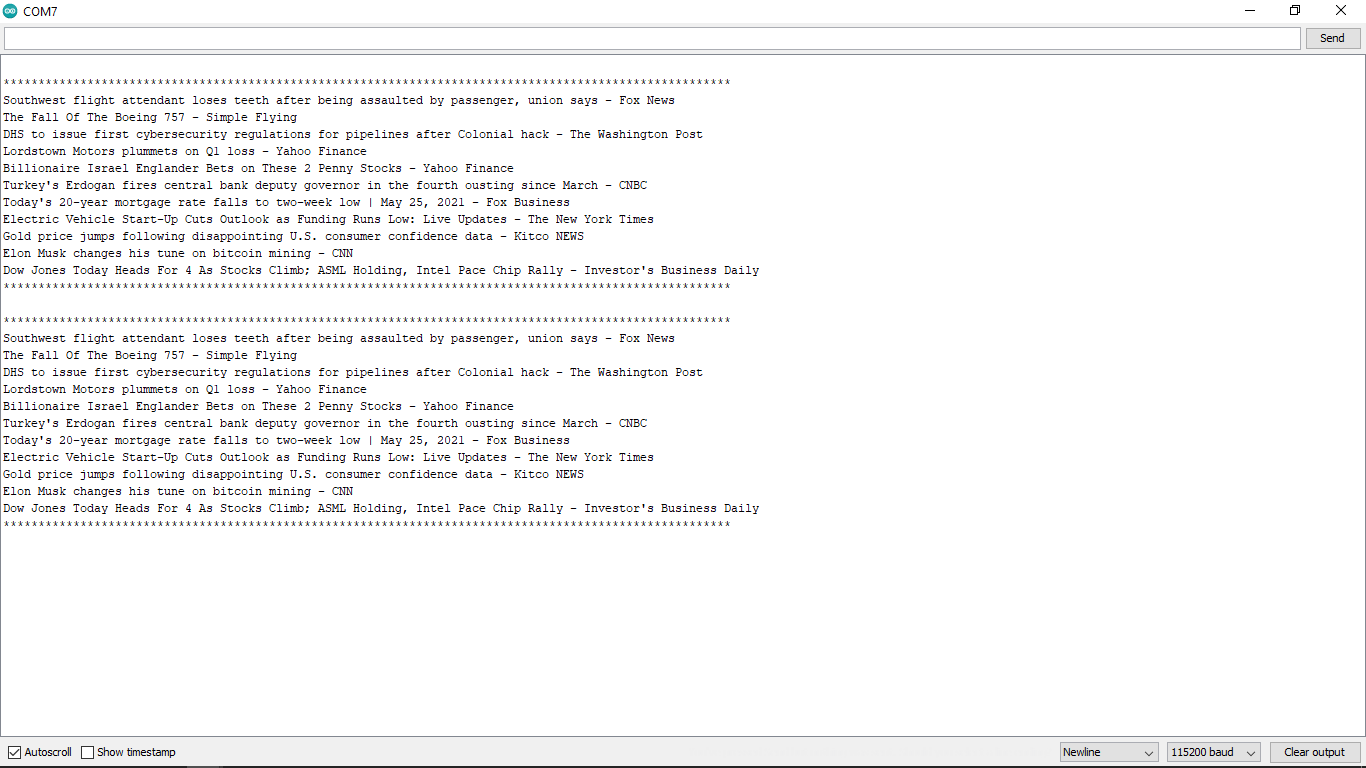 COM7
Send
********************************************************************************************************
Southwest flight attendant loses teeth after being assaulted by passenger, union says - Fox News
The Fall Of The Boeing 757 - Simple Flying
DHS to issue first cybersecurity regulations for pipelines after Colonial hack - The Washington Post
Lordstown Motors plummets on Q1 loss - Yahoo Finance
Billionaire Israel Englander Bets on These 2 Penny Stocks - Yahoo Finance
Turkey's Erdogan fires central bank deputy governor in the fourth ousting since March - CNBC
Today's 20-year mortgage rate falls to two-week low | May 25, 2021 - Fox Business
Electric Vehicle Start-Up Cuts Outlook as Funding Runs Low: Live Updates - The New York Times
Gold price jumps following disappointing U.S. consumer confidence data - Kitco NEWS
Elon Musk changes his tune on bitcoin mining - CNN
Dow Jones Today Heads For 4 As Stocks Climb; ASML Holding, Intel Pace Chip Rally - Investor's Business Daily
********************************************************************************************************
********************************************************************************************************
Southwest flight attendant loses teeth after being assaulted by passenger, union says - Fox News
The Fall Of The Boeing 757 - Simple Flying
DHS to issue first cybersecurity regulations for pipelines after Colonial hack - The Washington Post
Lordstown Motors plummets on Q1 loss - Yahoo Finance
Billionaire Israel Englander Bets on These 2 Penny Stocks - Yahoo Finance
Turkey's Erdogan fires central bank deputy governor in the fourth ousting since March - CNBC
Today's 20-year mortgage rate falls to two-week low | May 25, 2021 - Fox Business
Electric Vehicle Start-Up Cuts Outlook as Funding Runs Low: Live Updates - The New York Times
Gold price jumps following disappointing U.S. consumer confidence data - Kitco NEWS
Elon Musk changes his tune on bitcoin mining - CNN
Dow Jones Today Heads For 4 As Stocks Climb; ASML Holding, Intel Pace Chip Rally - Investor's Business Daily
********************************************************************************************************
Autoscroll Show timestamp Newline 115200 baud Clear output